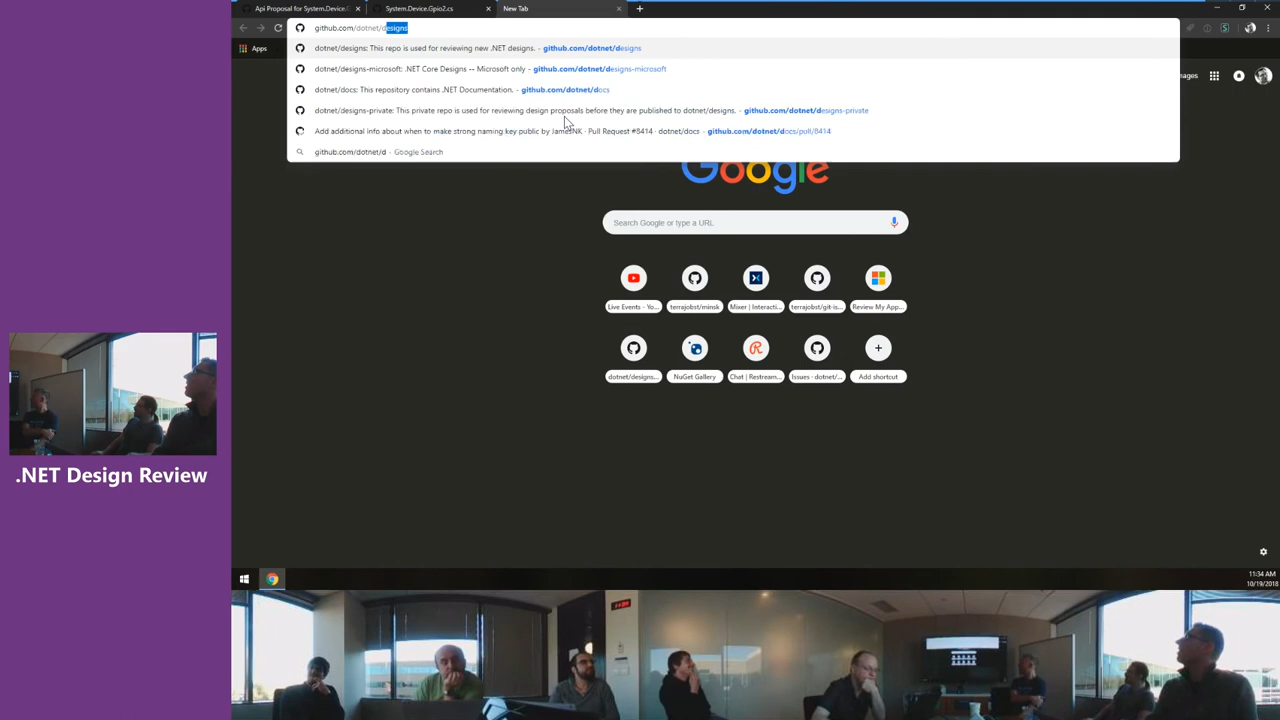 Api Proposal for System.Device.
System.Device.Gpio2.cs
New Tab
github.com/dotnet/designs
Apps
dotnet/designs: This repo is used for reviewing new .NET designs. - github.com/dotnet/designs
dotnet/designs-microsoft: .NET Core Designs -- Microsoft only - github.com/dotnet/designs-microsoft
dotnet/docs: This repository contains .NET Documentation. - github.com/dotnet/docs
dotnet/designs-private: This private repo is used for reviewing design proposals before they are published to dotnet/designs. - github.com/dotnet/designs-private
Add additional info about when to make strong naming key public by JamesNK · Pull Request #8414 · dotnet/docs - github.com/dotnet/docs/pull/8414
github.com/dotnet/d - Google Search
Google
Search Google or type a URL
Live Events - Yo...
terrajobst/minsk
Mixer | Interacti...
terrajobst/git-is...
Review My App...
dotnet/designs...
NuGet Gallery
Chat | Restream...
Issues · dotnet/...
Add shortcut
.NET Design Review
11:34 AM
10/19/2018